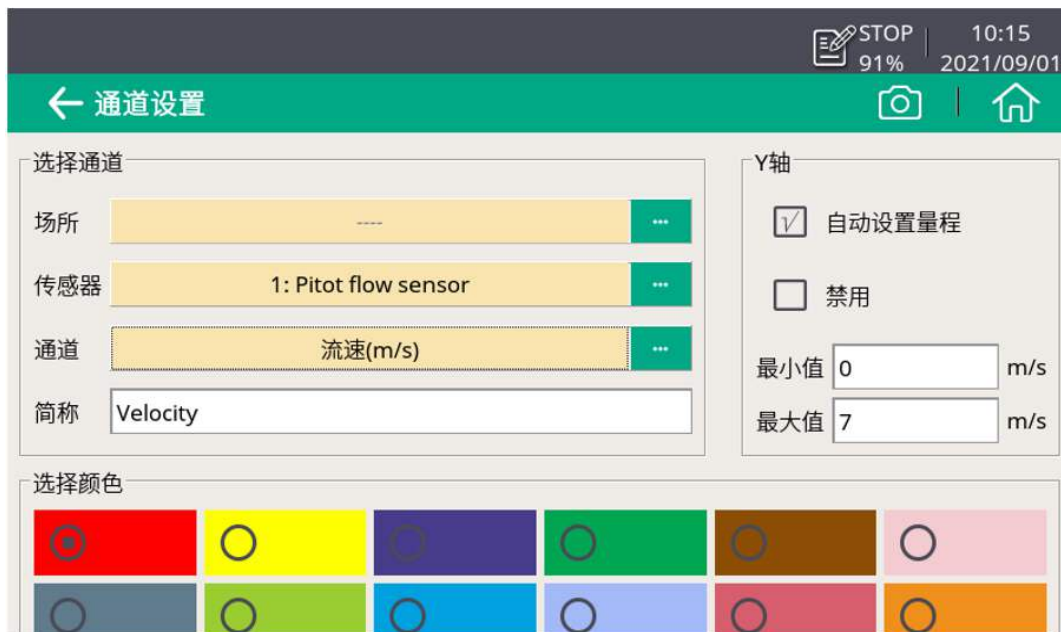 STOP
10:15
91%
2021/09/01
通道设置
选择通道
场所
----
...
传感器
1: Pitot flow sensor
...
通道
流速(m/s)
...
简称
Velocity
Y轴
√ 自动设置量程
禁用
最小值 0 m/s
最大值 7 m/s
选择颜色